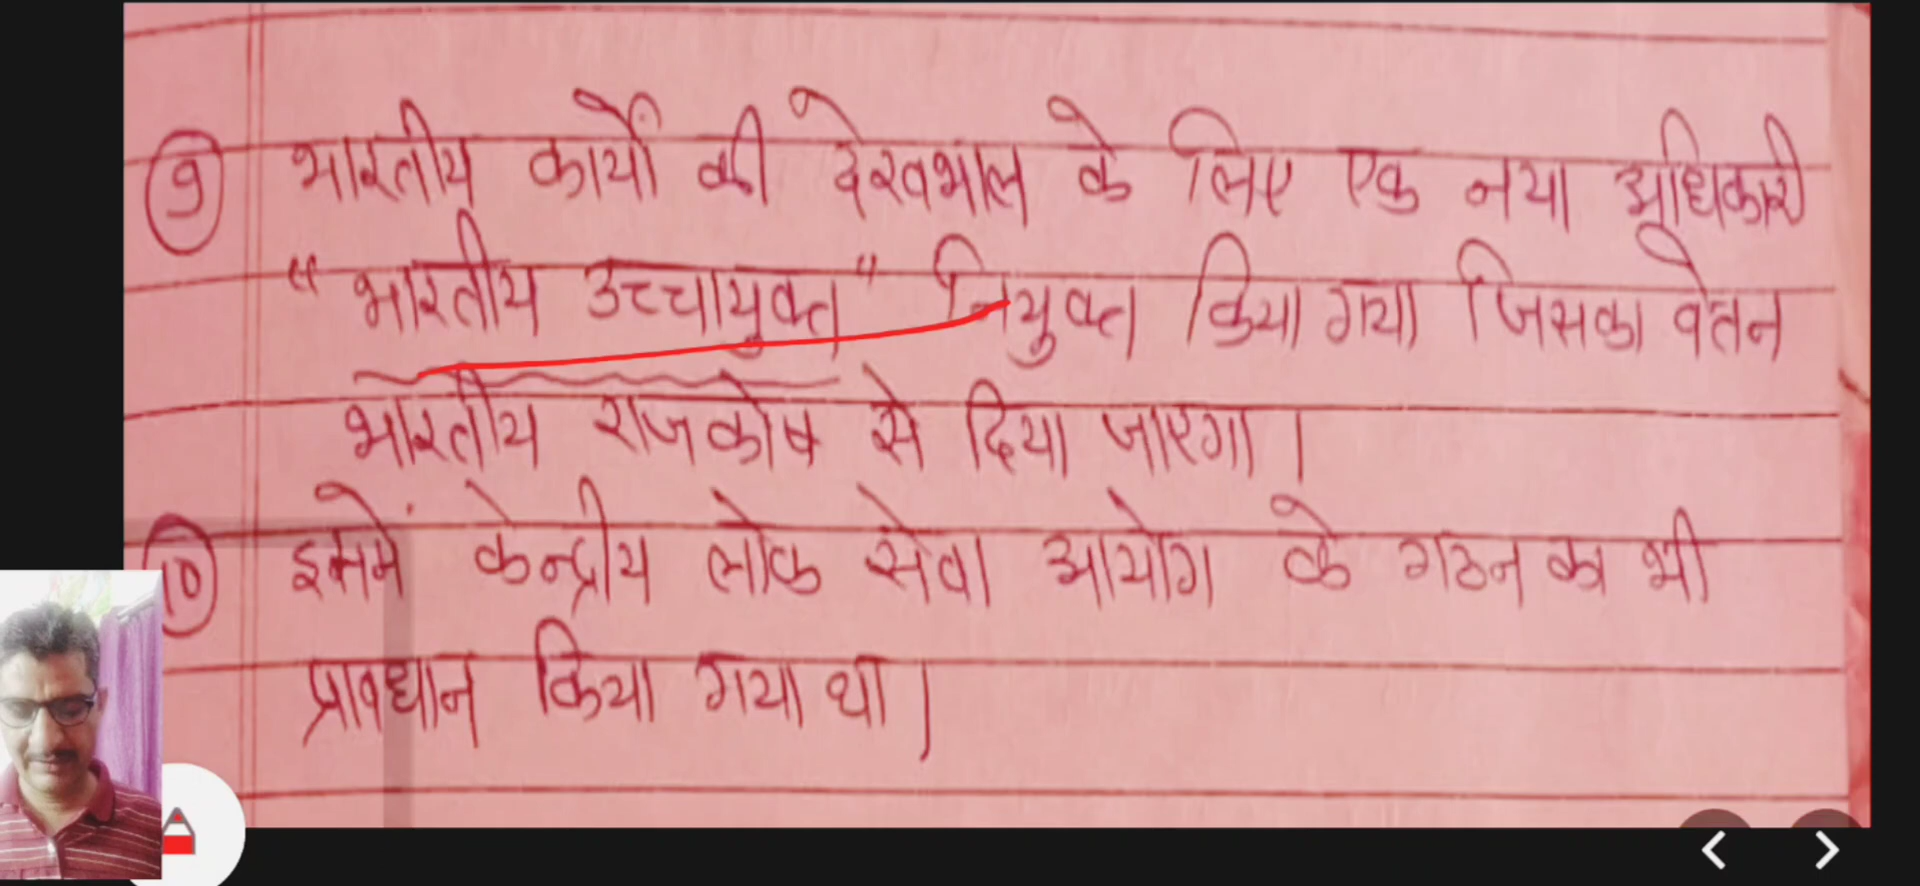 9 भारतीय कार्यों की देखभाल के लिए एक नया अधिकारी
"भारतीय उच्चायुक्त" नियुक्त किया गया जिसका वेतन
भारतीय राजकोष से दिया जाएगा।
10 इसमें केन्द्रीय लोक सेवा आयोग के गठन का भी
प्रावधान किया गया था।